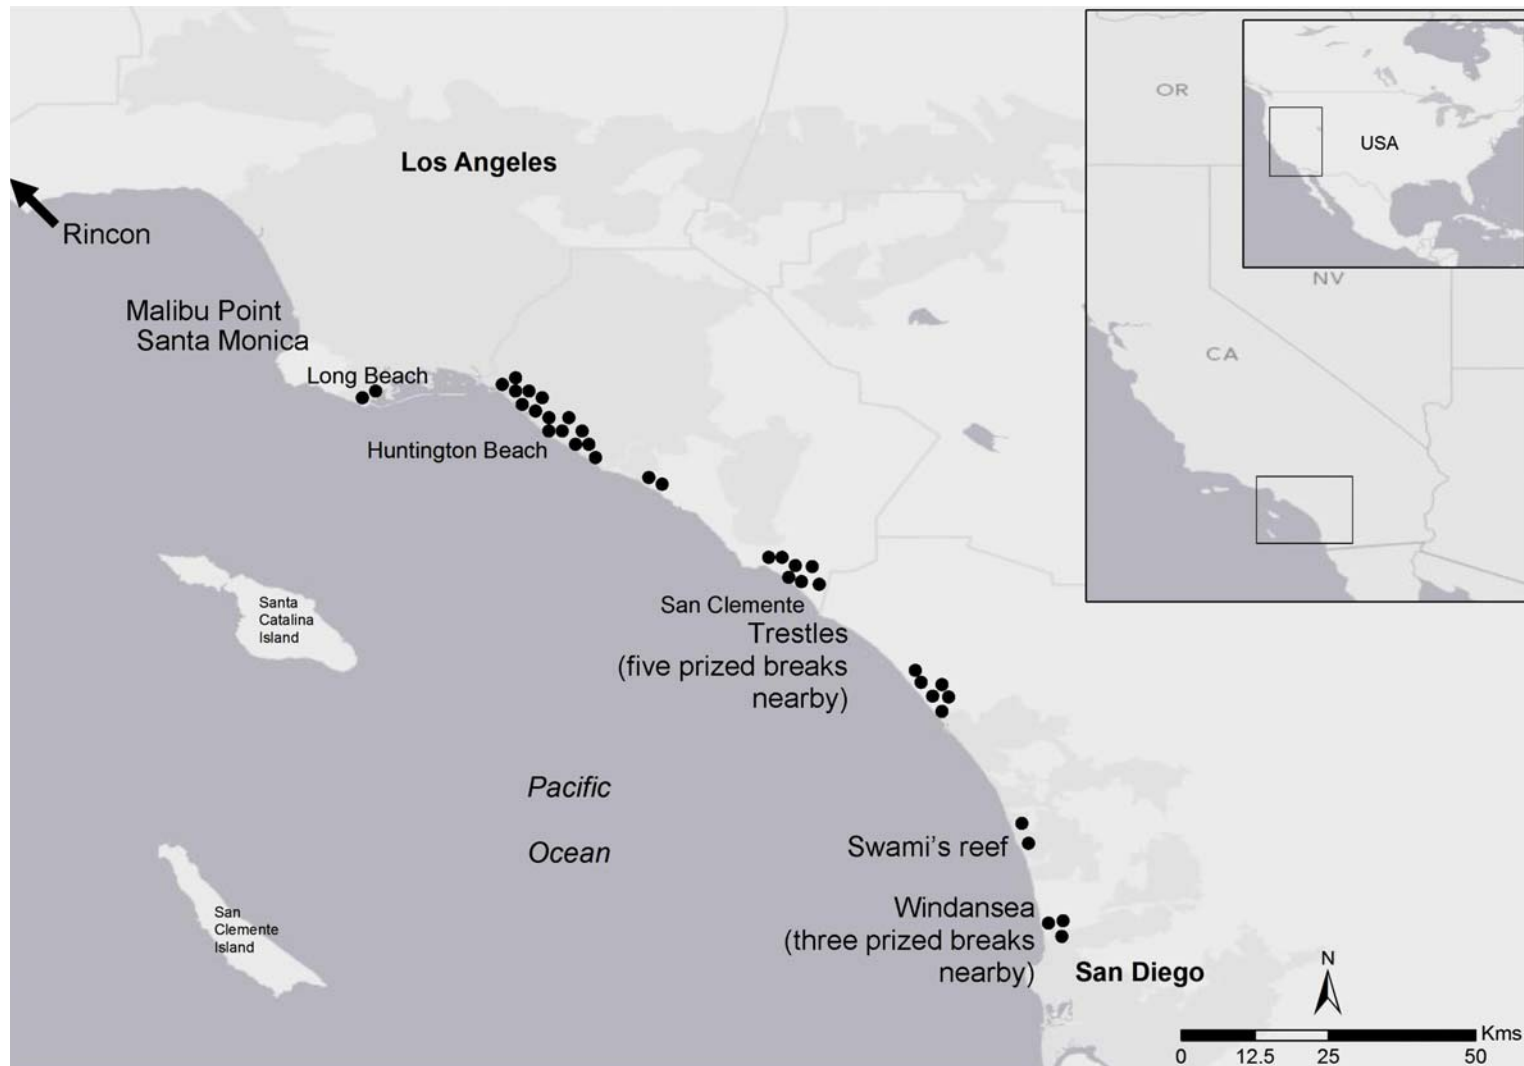 OR
USA
NV
CA
Los Angeles
Rincon
Malibu Point
Santa Monica
Long Beach
Huntington Beach
Santa
Catalina
Island
San Clemente
Trestles
(five prized breaks
nearby)
Pacific
Ocean
Swami's reef
San
Clemente
Island
Windansea
(three prized breaks
nearby)
San Diego
N
Kms
0 12.5 25 50